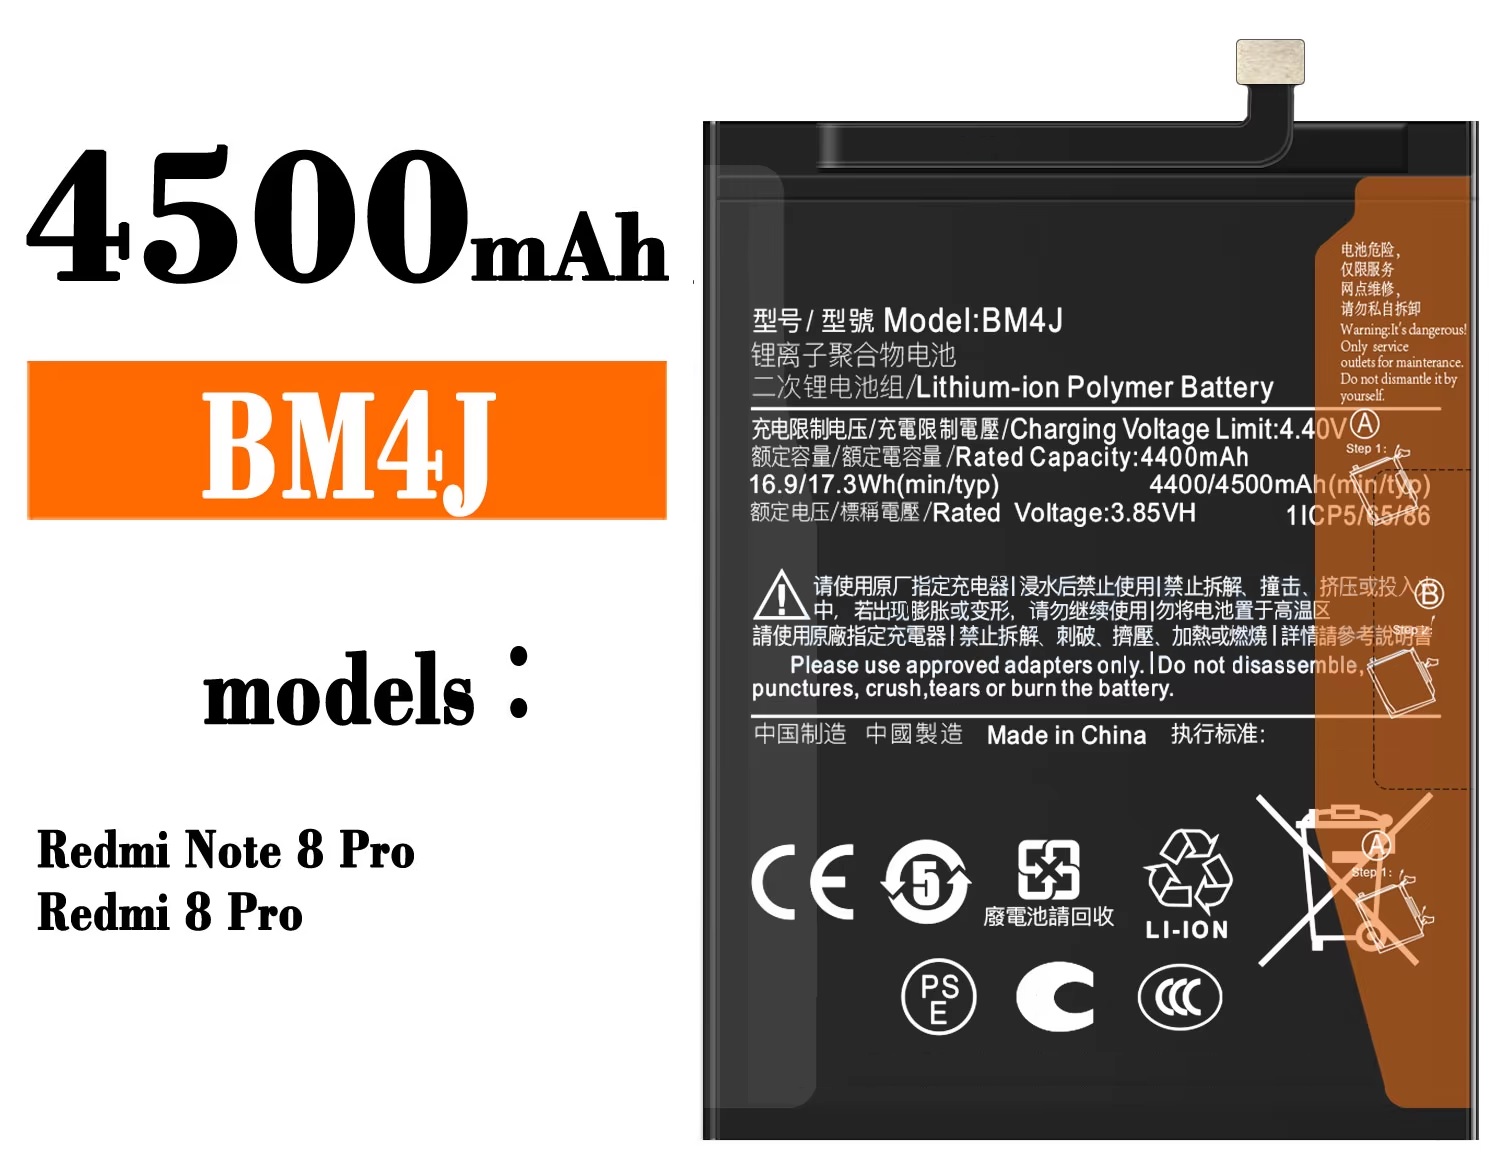 4500mAh
BM4J
models：
Redmi Note 8 Pro
Redmi 8 Pro
型号/型號 Model:BM4J
锂离子聚合物电池
二次锂电池组/Lithium-ion Polymer Battery
充电限制电压/充電限制電壓/Charging Voltage Limit:4.40V
额定容量/額定電容量/Rated Capacity:4400mAh
16.9/17.3Wh(min/typ) 4400/4500mAh(min/typ)
额定电压/標稱電壓/Rated Voltage:3.85VH 1ICP5/65/86
请使用原厂指定充电器|浸水后禁止使用|禁止拆解、撞击、挤压或投入火
中，若出现膨胀或变形，请勿继续使用|勿将电池置于高温区
請使用原廠指定充電器|禁止拆解、刺破、擠壓、加熱或燃燒|詳情請參考說明書
Please use approved adapters only.|Do not disassemble,
punctures, crush,tears or burn the battery.
中国制造 中國製造 Made in China 执行标准:
CE
5
廢電池請回收
LI-ION
PS
E
CCC
电池危险，
仅限服务
网点维修，
请勿私自拆卸
Warning:It's dangerous!
Only service
outlets for mainterance.
Do not dismantle it by
yourself.
A
Step 1:
B
Step 2:
A
Step 1: